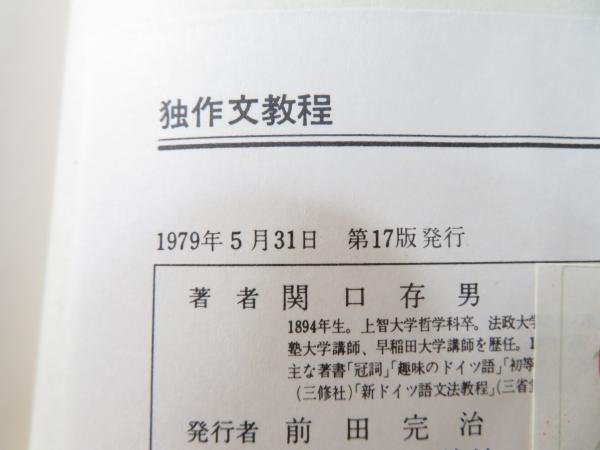 独作文教程
1979年5月31日 第17版発行
著者 関口存男
1894年生。上智大学哲学科卒。法政大学
塾大学講師、早稲田大学講師を歴任。1
主な著書「冠詞」「趣味のドイツ語」「初等
(三修社)「新ドイツ語文法教程」(三省堂
発行者 前田完治